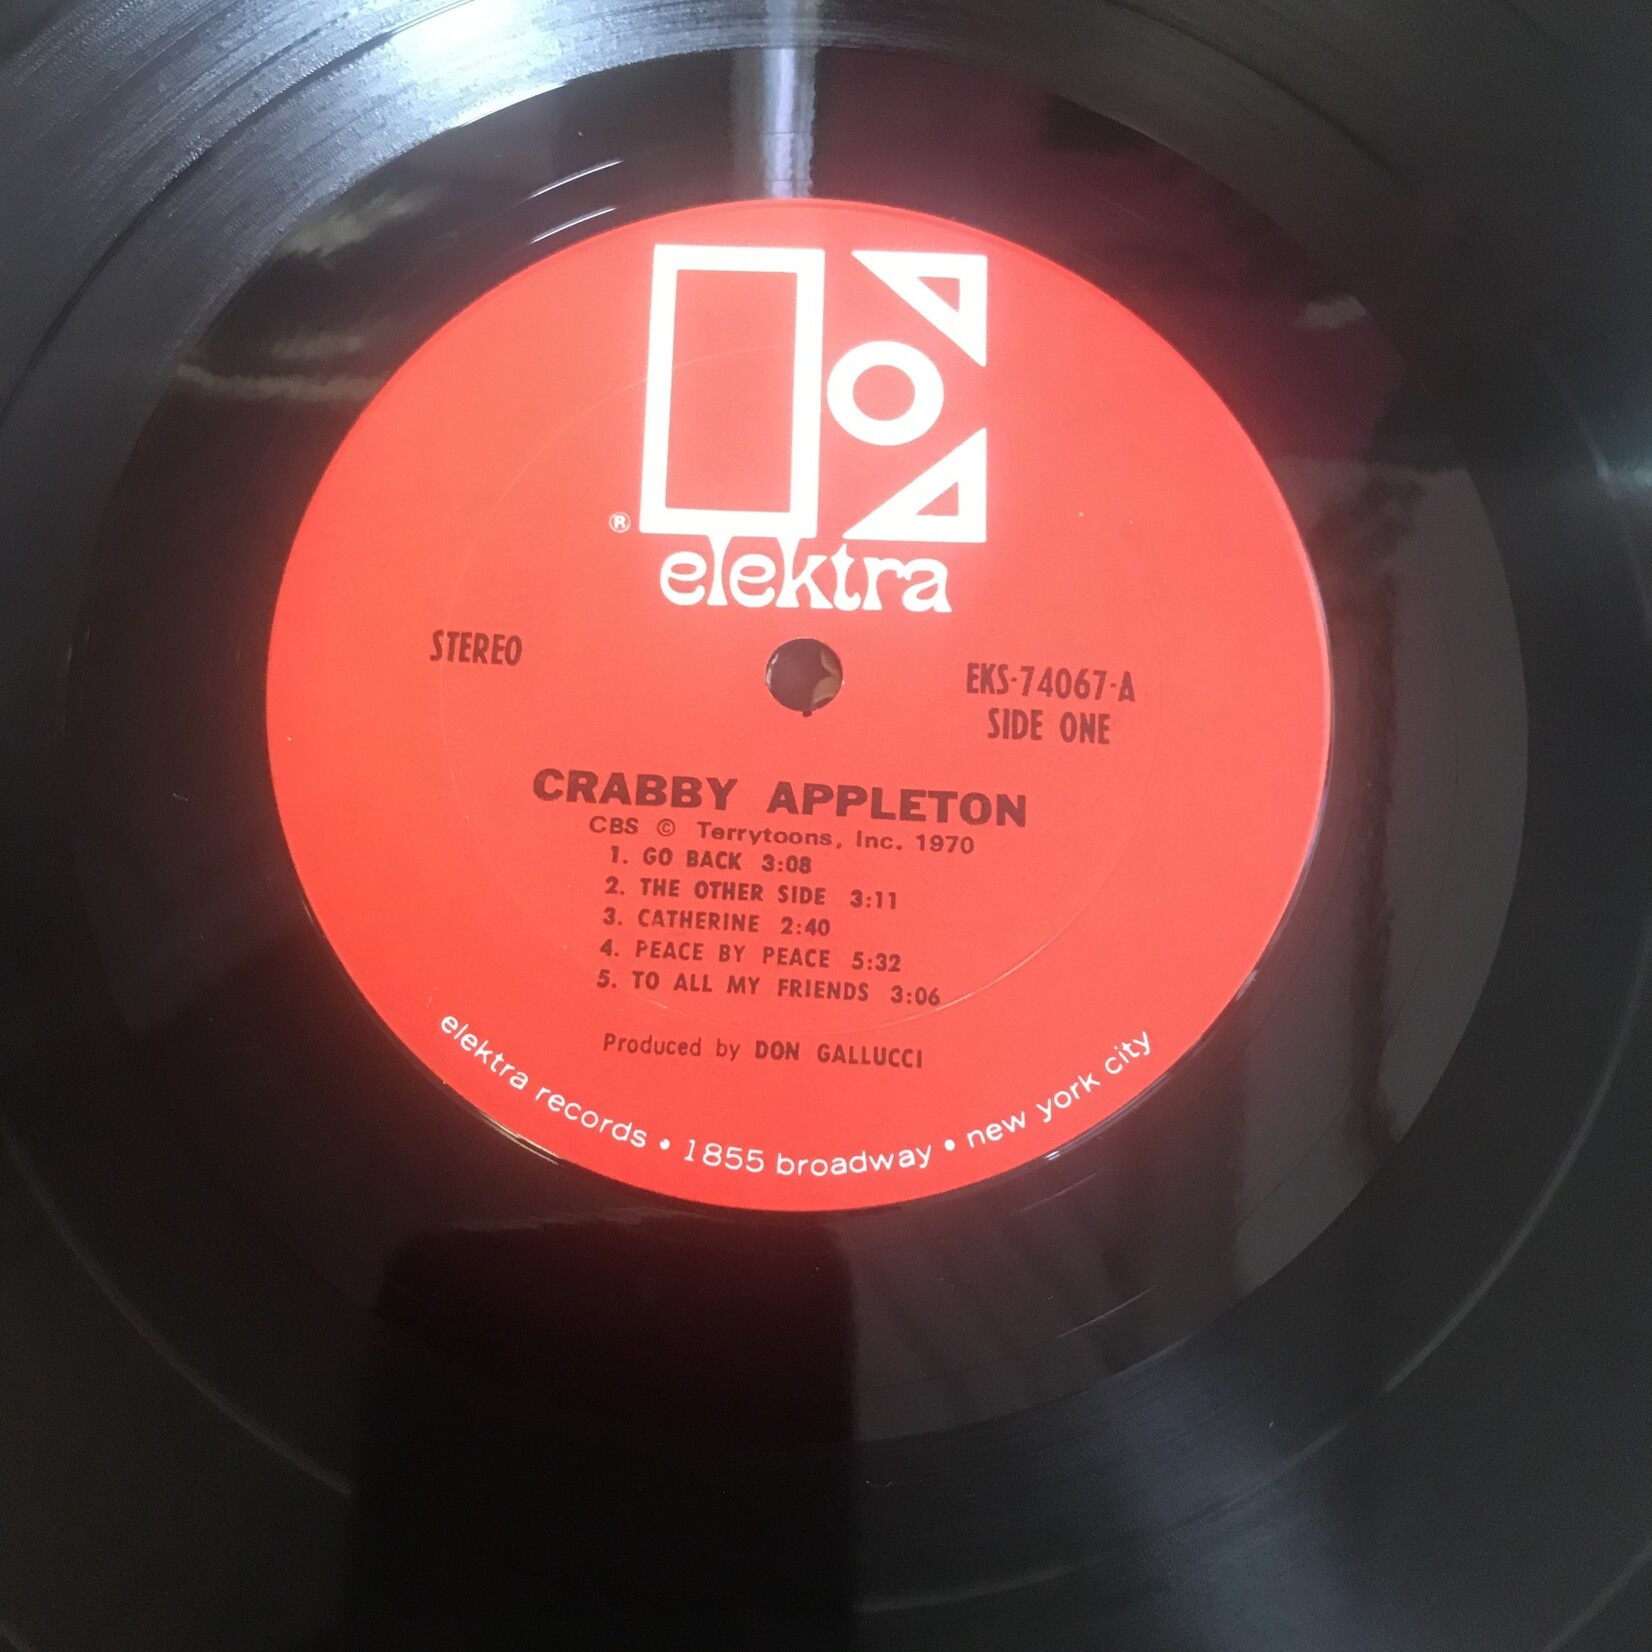 ®
elektra
STEREO
EKS-74067-A
SIDE ONE
CRABBY APPLETON
CBS © Terrytoons, Inc. 1970
1. GO BACK 3:08
2. THE OTHER SIDE 3:11
3. CATHERINE 2:40
4. PEACE BY PEACE 5:32
5. TO ALL MY FRIENDS 3:06
Produced by DON GALLUCCI
elektra records • 1855 broadway • new york city